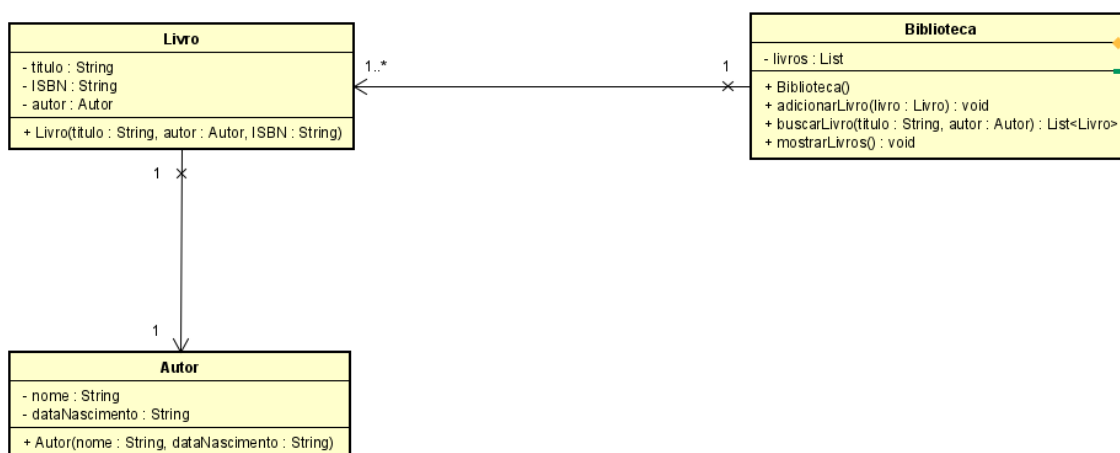 Livro
- titulo : String
- ISBN : String
- autor : Autor
+ Livro(titulo : String, autor : Autor, ISBN : String)
1..*
1
Biblioteca
- livros : List
+ Biblioteca()
+ adicionarLivro(livro : Livro) : void
+ buscarLivro(titulo : String, autor : Autor) : List<Livro>
+ mostrarLivros() : void
1
1
Autor
- nome : String
- dataNascimento : String
+ Autor(nome : String, dataNascimento : String)